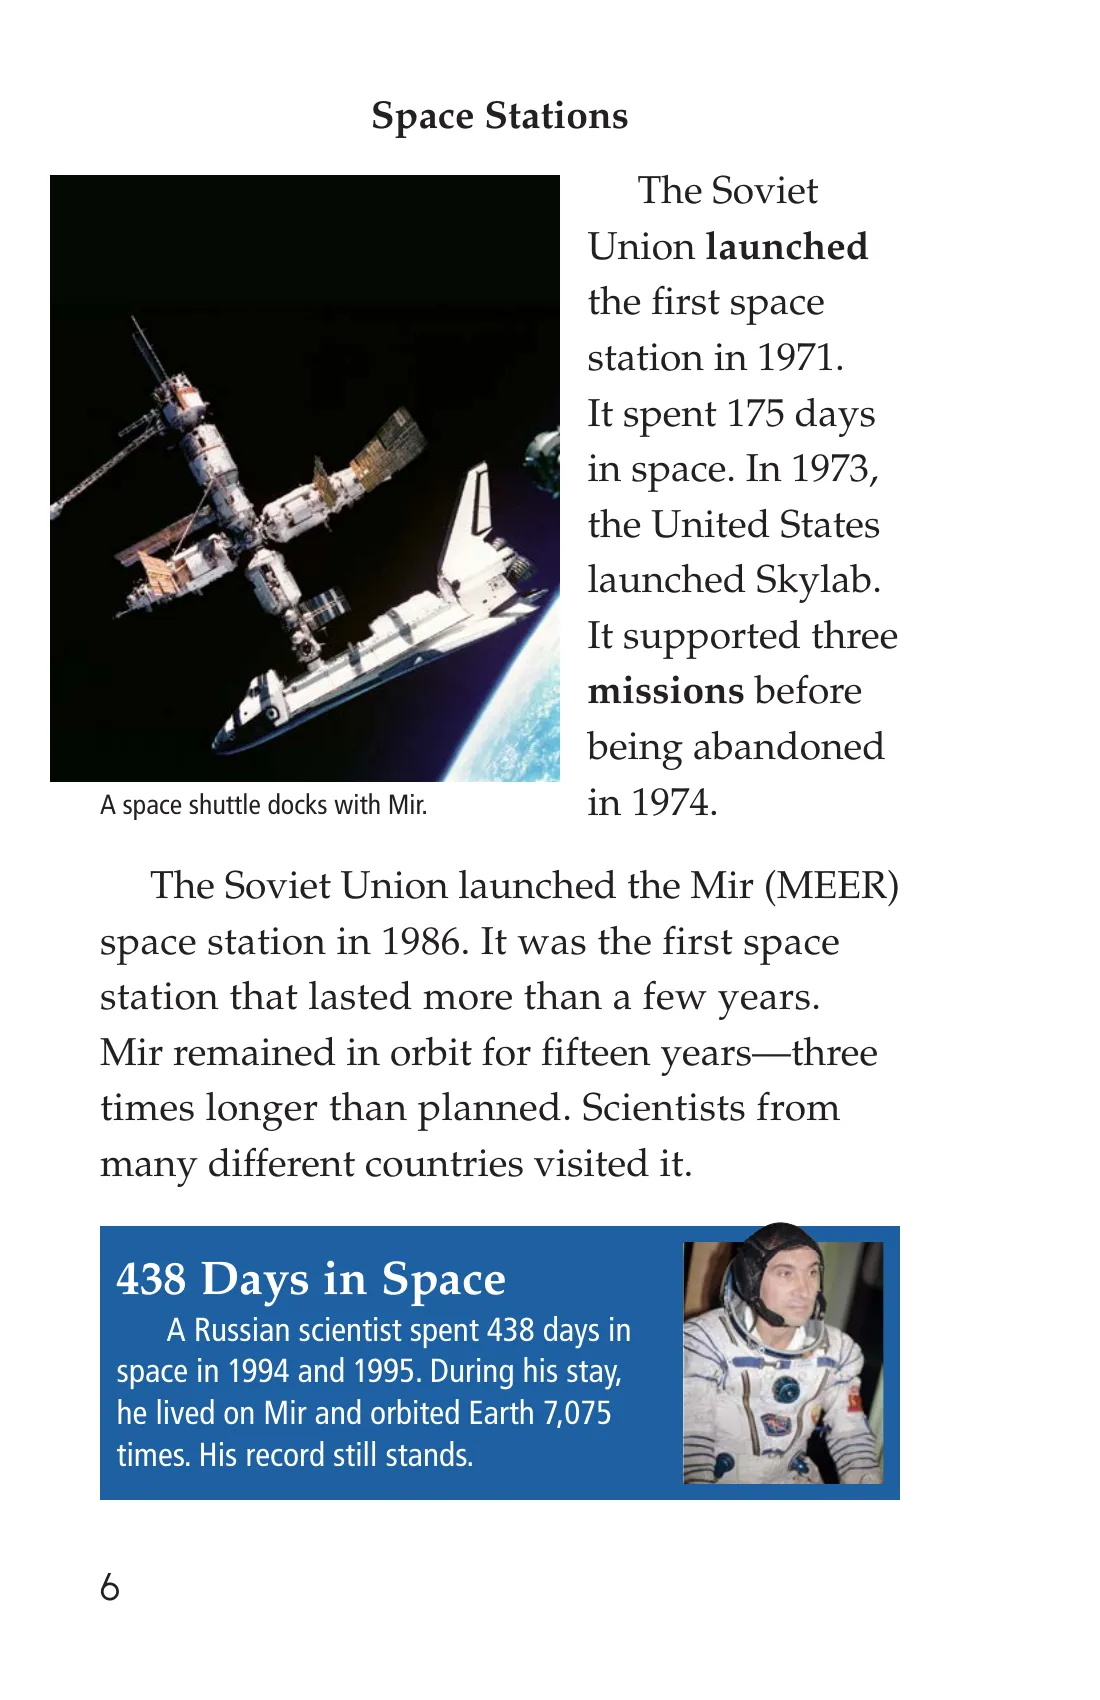 Space Stations
The Soviet
Union launched
the first space
station in 1971.
It spent 175 days
in space. In 1973,
the United States
launched Skylab.
It supported three
missions before
being abandoned
in 1974.
A space shuttle docks with Mir.
The Soviet Union launched the Mir (MEER)
space station in 1986. It was the first space
station that lasted more than a few years.
Mir remained in orbit for fifteen years—three
times longer than planned. Scientists from
many different countries visited it.
438 Days in Space
A Russian scientist spent 438 days in
space in 1994 and 1995. During his stay,
he lived on Mir and orbited Earth 7,075
times. His record still stands.
6